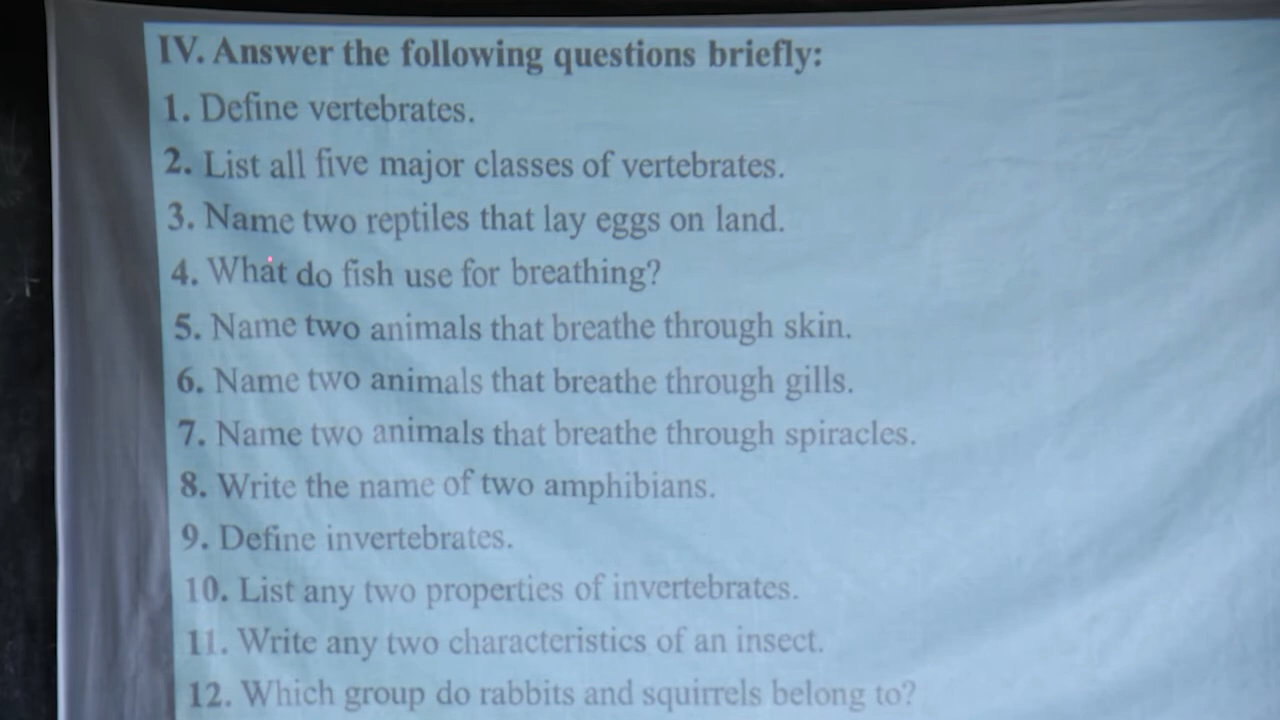 IV. Answer the following questions briefly:
1. Define vertebrates.
2. List all five major classes of vertebrates.
3. Name two reptiles that lay eggs on land.
4. What do fish use for breathing?
5. Name two animals that breathe through skin.
6. Name two animals that breathe through gills.
7. Name two animals that breathe through spiracles.
8. Write the name of two amphibians.
9. Define invertebrates.
10. List any two properties of invertebrates.
11. Write any two characteristics of an insect.
12. Which group do rabbits and squirrels belong to?